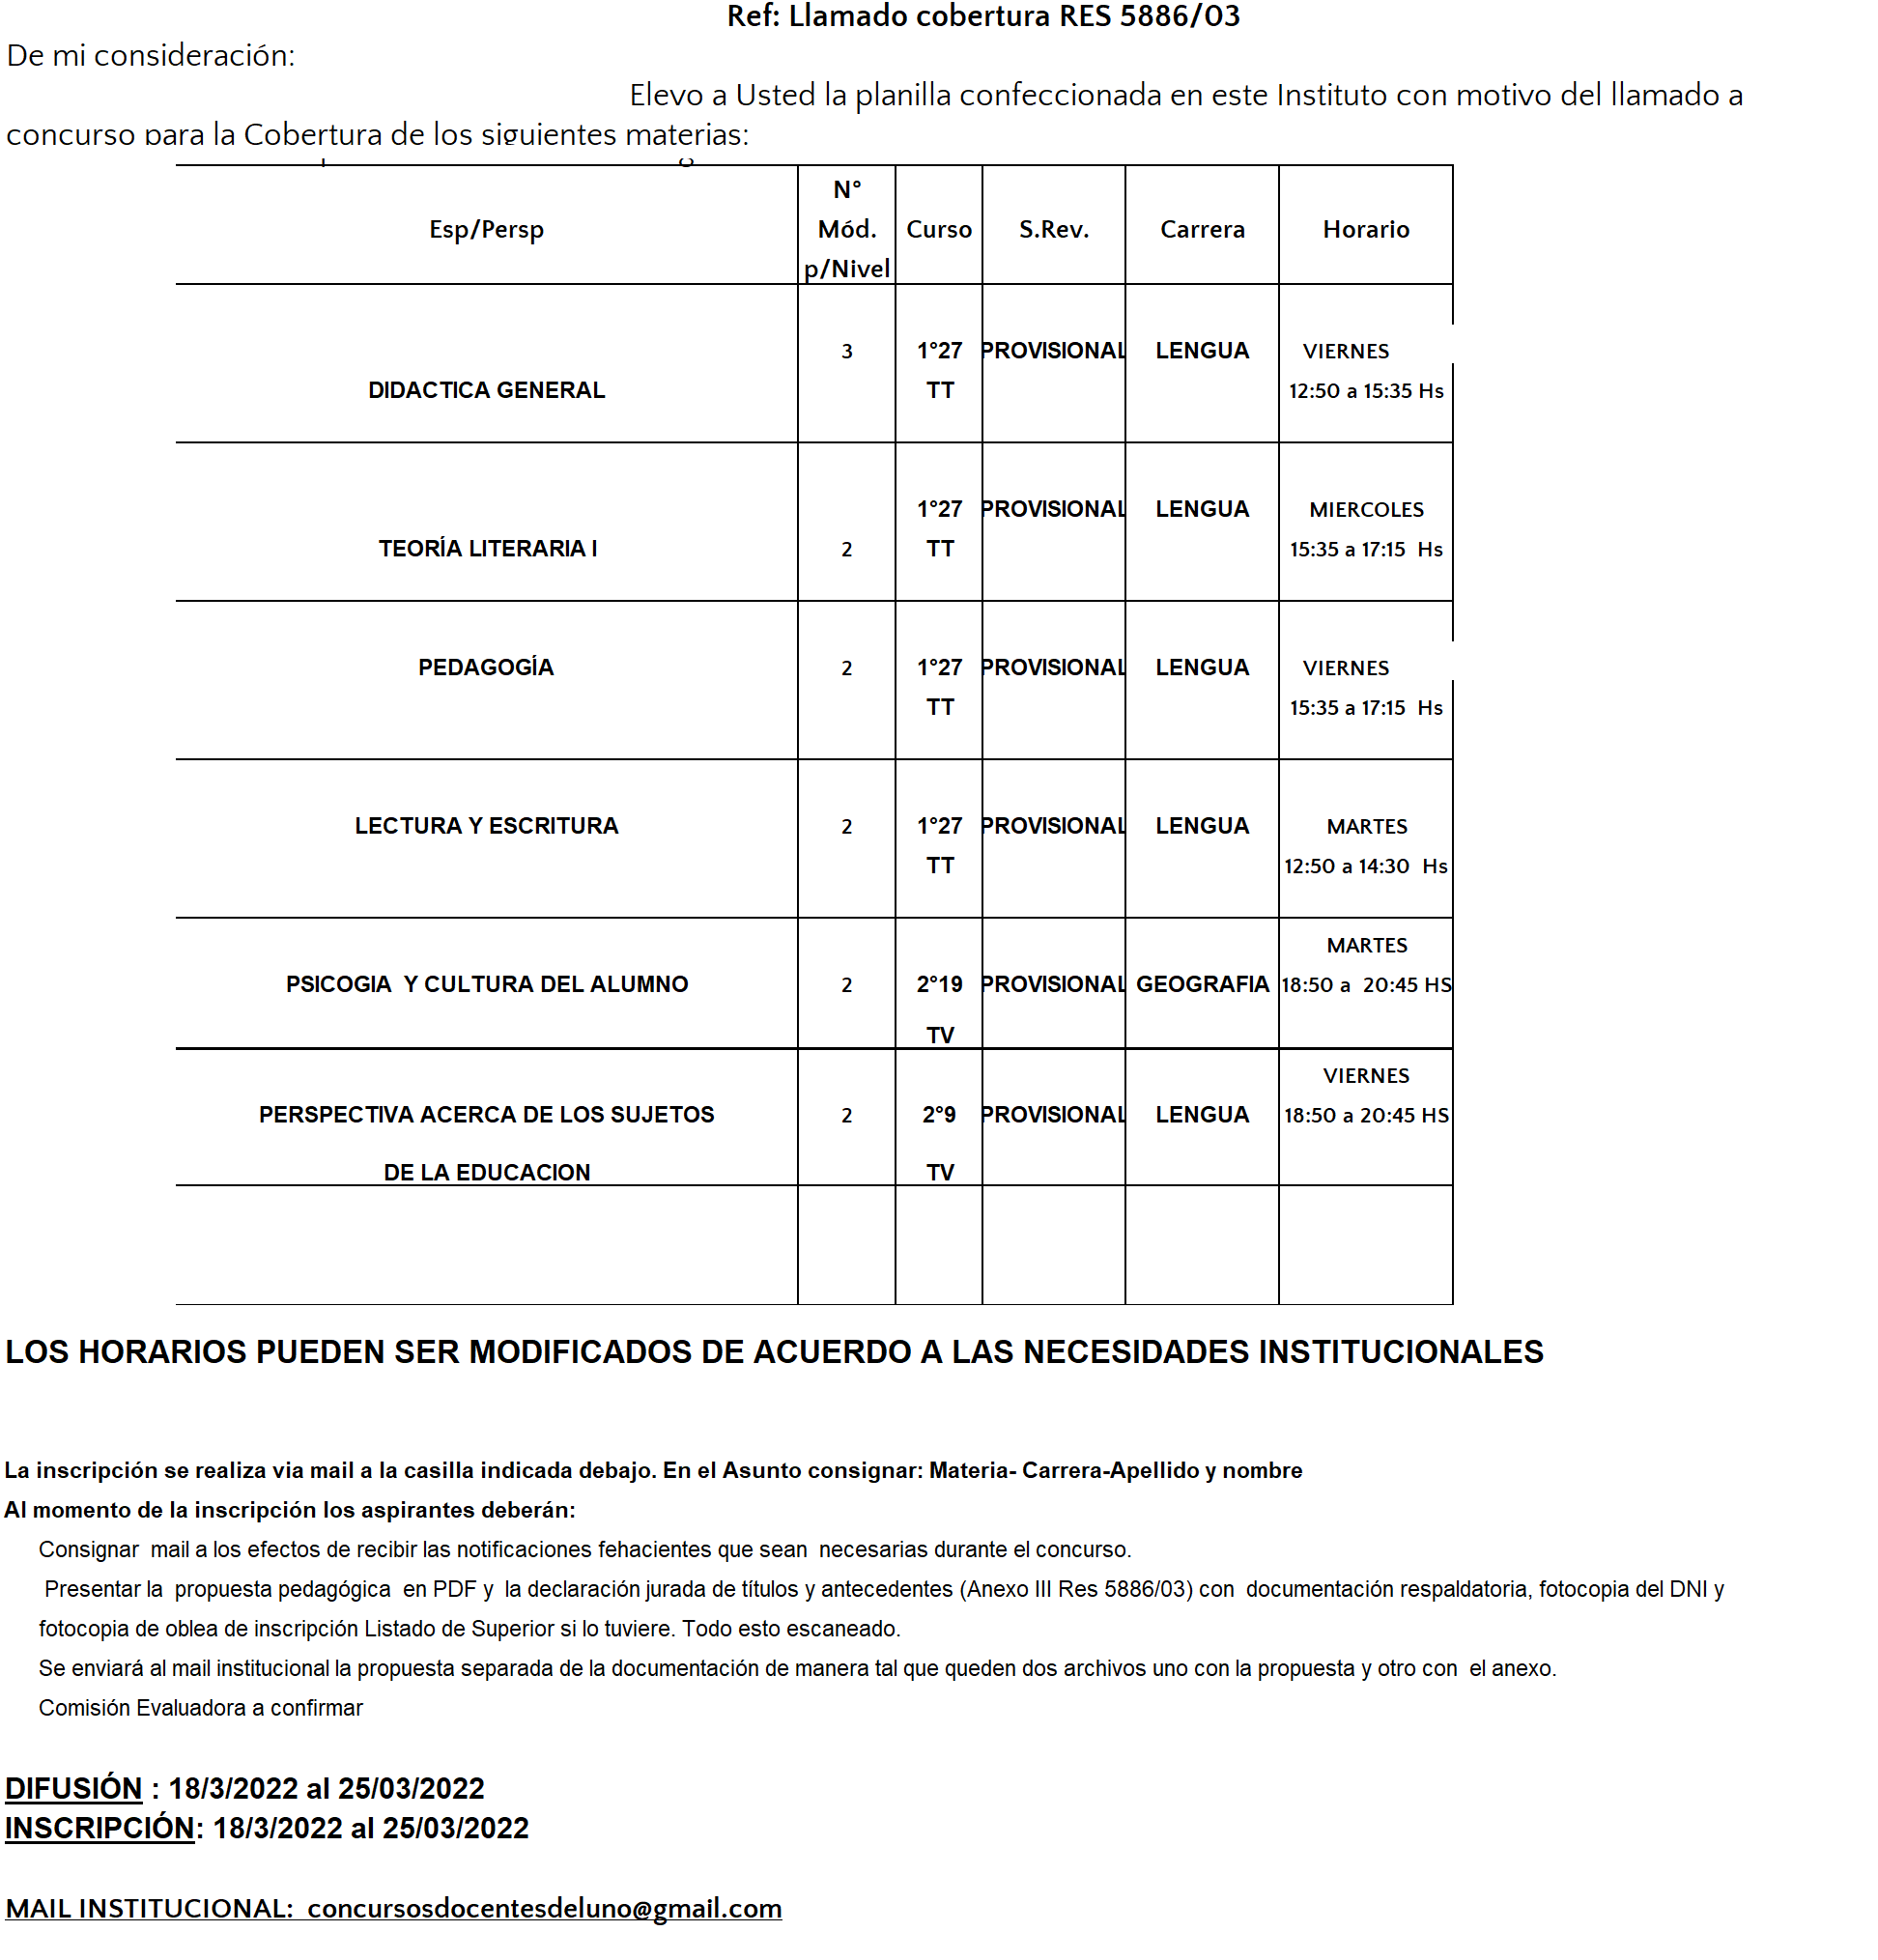 Ref: Llamado cobertura RES 5886/03
De mi consideración:
Elevo a Usted la planilla confeccionada en este Instituto con motivo del llamado a
concurso para la Cobertura de los siguientes materias:
Esp/Persp N° Mód. p/Nivel Curso S.Rev. Carrera Horario
DIDACTICA GENERAL 3 1°27 TT PROVISIONAL LENGUA VIERNES 12:50 a 15:35 Hs
TEORÍA LITERARIA I 2 1°27 TT PROVISIONAL LENGUA MIERCOLES 15:35 a 17:15 Hs
PEDAGOGÍA 2 1°27 TT PROVISIONAL LENGUA VIERNES 15:35 a 17:15 Hs
LECTURA Y ESCRITURA 2 1°27 TT PROVISIONAL LENGUA MARTES 12:50 a 14:30 Hs
PSICOGIA Y CULTURA DEL ALUMNO 2 2°19 TV PROVISIONAL GEOGRAFIA MARTES 18:50 a 20:45 HS
PERSPECTIVA ACERCA DE LOS SUJETOS DE LA EDUCACION 2 2°9 TV PROVISIONAL LENGUA VIERNES 18:50 a 20:45 HS
LOS HORARIOS PUEDEN SER MODIFICADOS DE ACUERDO A LAS NECESIDADES INSTITUCIONALES
La inscripción se realiza via mail a la casilla indicada debajo. En el Asunto consignar: Materia- Carrera-Apellido y nombre
Al momento de la inscripción los aspirantes deberán:
Consignar mail a los efectos de recibir las notificaciones fehacientes que sean necesarias durante el concurso.
Presentar la propuesta pedagógica en PDF y la declaración jurada de títulos y antecedentes (Anexo III Res 5886/03) con documentación respaldatoria, fotocopia del DNI y
fotocopia de oblea de inscripción Listado de Superior si lo tuviere. Todo esto escaneado.
Se enviará al mail institucional la propuesta separada de la documentación de manera tal que queden dos archivos uno con la propuesta y otro con el anexo.
Comisión Evaluadora a confirmar
DIFUSIÓN : 18/3/2022 al 25/03/2022
INSCRIPCIÓN: 18/3/2022 al 25/03/2022
MAIL INSTITUCIONAL: concursosdocentesdeluno@gmail.com